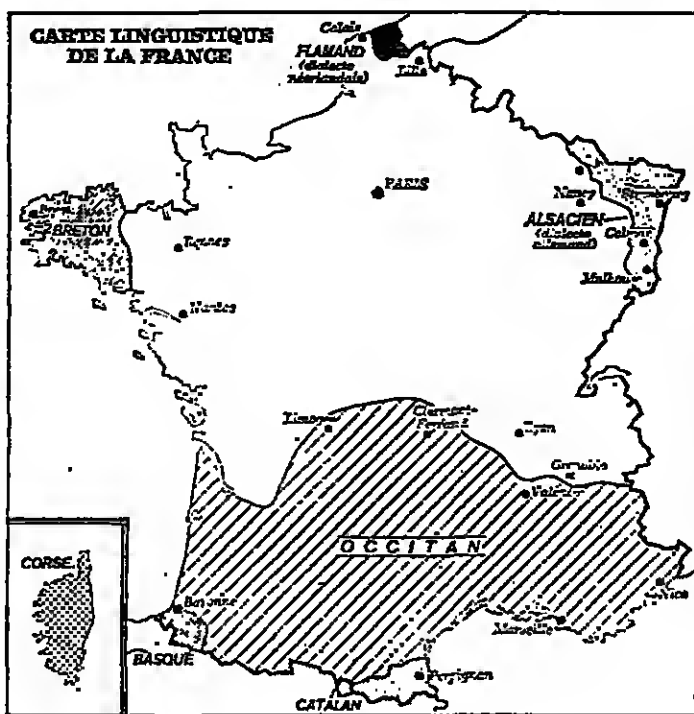 CARTE LINGUISTIQUE
DE LA FRANCE
Calais
FLAMAND
(dialecte
néerlandais)
Lille
PARIS
Nancy
Strasbourg
ALSACIEN
(dialecte
allemand)
Colmar
Mulhouse
BRETON
Rennes
Nantes
Limoges
Clermont-
Ferrand
Lyon
Grenoble
Valence
OCCITAN
CORSE
Bayonne
Nice
Marseille
BASQUE
Perpignan
CATALAN